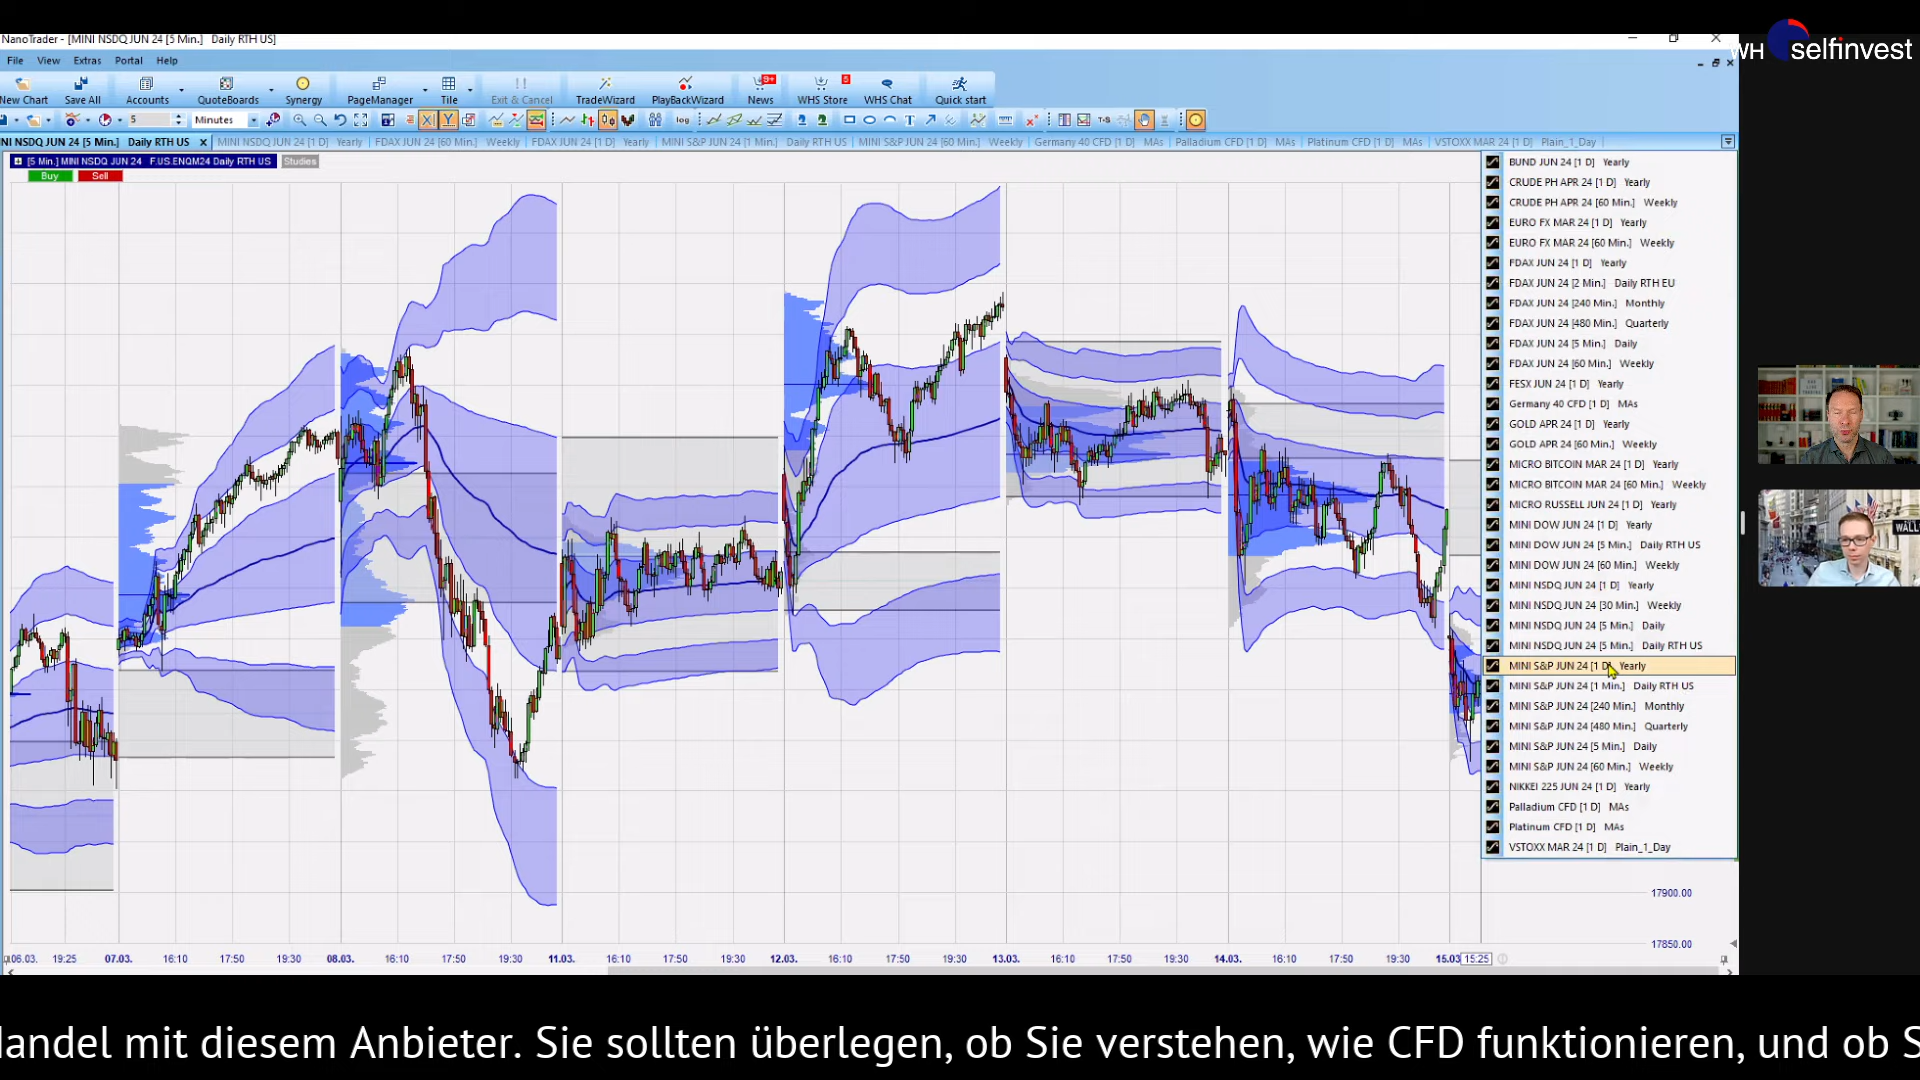 NanoTrader - [MINI NSDQ JUN 24 [5 Min.]   Daily RTH US]
WH selfinvest
File View Extras Portal Help
New Chart Save All Accounts QuoteBoards Synergy PageManager Tile Exit & Cancel TradeWizard PlayBackWizard News 9+ WHS Store 5 WHS Chat Quick start
5 Minutes log
NI NSDQ JUN 24 [5 Min.]   Daily RTH US x MINI NSDQ JUN 24 [1 D]   Yearly FDAX JUN 24 [60 Min.]   Weekly FDAX JUN 24 [1 D]   Yearly MINI S&P JUN 24 [1 Min.]   Daily RTH US MINI S&P JUN 24 [60 Min.]   Weekly Germany 40 CFD [1 D]   MAs Palladium CFD [1 D]   MAs Platinum CFD [1 D]   MAs VSTOXX MAR 24 [1 D]   Plain_1_Day
[5 Min.] MINI NSDQ JUN 24   F.US.ENQM24 Daily RTH US Studies
Buy Sell
BUND JUN 24 [1 D]   Yearly
CRUDE PH APR 24 [1 D]   Yearly
CRUDE PH APR 24 [60 Min.]   Weekly
EURO FX MAR 24 [1 D]   Yearly
EURO FX MAR 24 [60 Min.]   Weekly
FDAX JUN 24 [1 D]   Yearly
FDAX JUN 24 [2 Min.]   Daily RTH EU
FDAX JUN 24 [240 Min.]   Monthly
FDAX JUN 24 [480 Min.]   Quarterly
FDAX JUN 24 [5 Min.]   Daily
FDAX JUN 24 [60 Min.]   Weekly
FESX JUN 24 [1 D]   Yearly
Germany 40 CFD [1 D]   MAs
GOLD APR 24 [1 D]   Yearly
GOLD APR 24 [60 Min.]   Weekly
MICRO BITCOIN MAR 24 [1 D]   Yearly
MICRO BITCOIN MAR 24 [60 Min.]   Weekly
MICRO RUSSELL JUN 24 [1 D]   Yearly
MINI DOW JUN 24 [1 D]   Yearly
MINI DOW JUN 24 [5 Min.]   Daily RTH US
MINI DOW JUN 24 [60 Min.]   Weekly
MINI NSDQ JUN 24 [1 D]   Yearly
MINI NSDQ JUN 24 [30 Min.]   Weekly
MINI NSDQ JUN 24 [5 Min.]   Daily
MINI NSDQ JUN 24 [5 Min.]   Daily RTH US
MINI S&P JUN 24 [1 D]   Yearly
MINI S&P JUN 24 [1 Min.]   Daily RTH US
MINI S&P JUN 24 [240 Min.]   Monthly
MINI S&P JUN 24 [480 Min.]   Quarterly
MINI S&P JUN 24 [5 Min.]   Daily
MINI S&P JUN 24 [60 Min.]   Weekly
NIKKEI 225 JUN 24 [1 D]   Yearly
Palladium CFD [1 D]   MAs
Platinum CFD [1 D]   MAs
VSTOXX MAR 24 [1 D]   Plain_1_Day
WALL
17900.00
17850.00
06.03. 19:25 07.03. 16:10 17:50 19:30 08.03. 16:10 17:50 19:30 11.03. 16:10 17:50 19:30 12.03. 16:10 17:50 19:30 13.03. 16:10 17:50 19:30 14.03. 16:10 17:50 19:30 15.03 15:25
Handel mit diesem Anbieter. Sie sollten überlegen, ob Sie verstehen, wie CFD funktionieren, und ob S